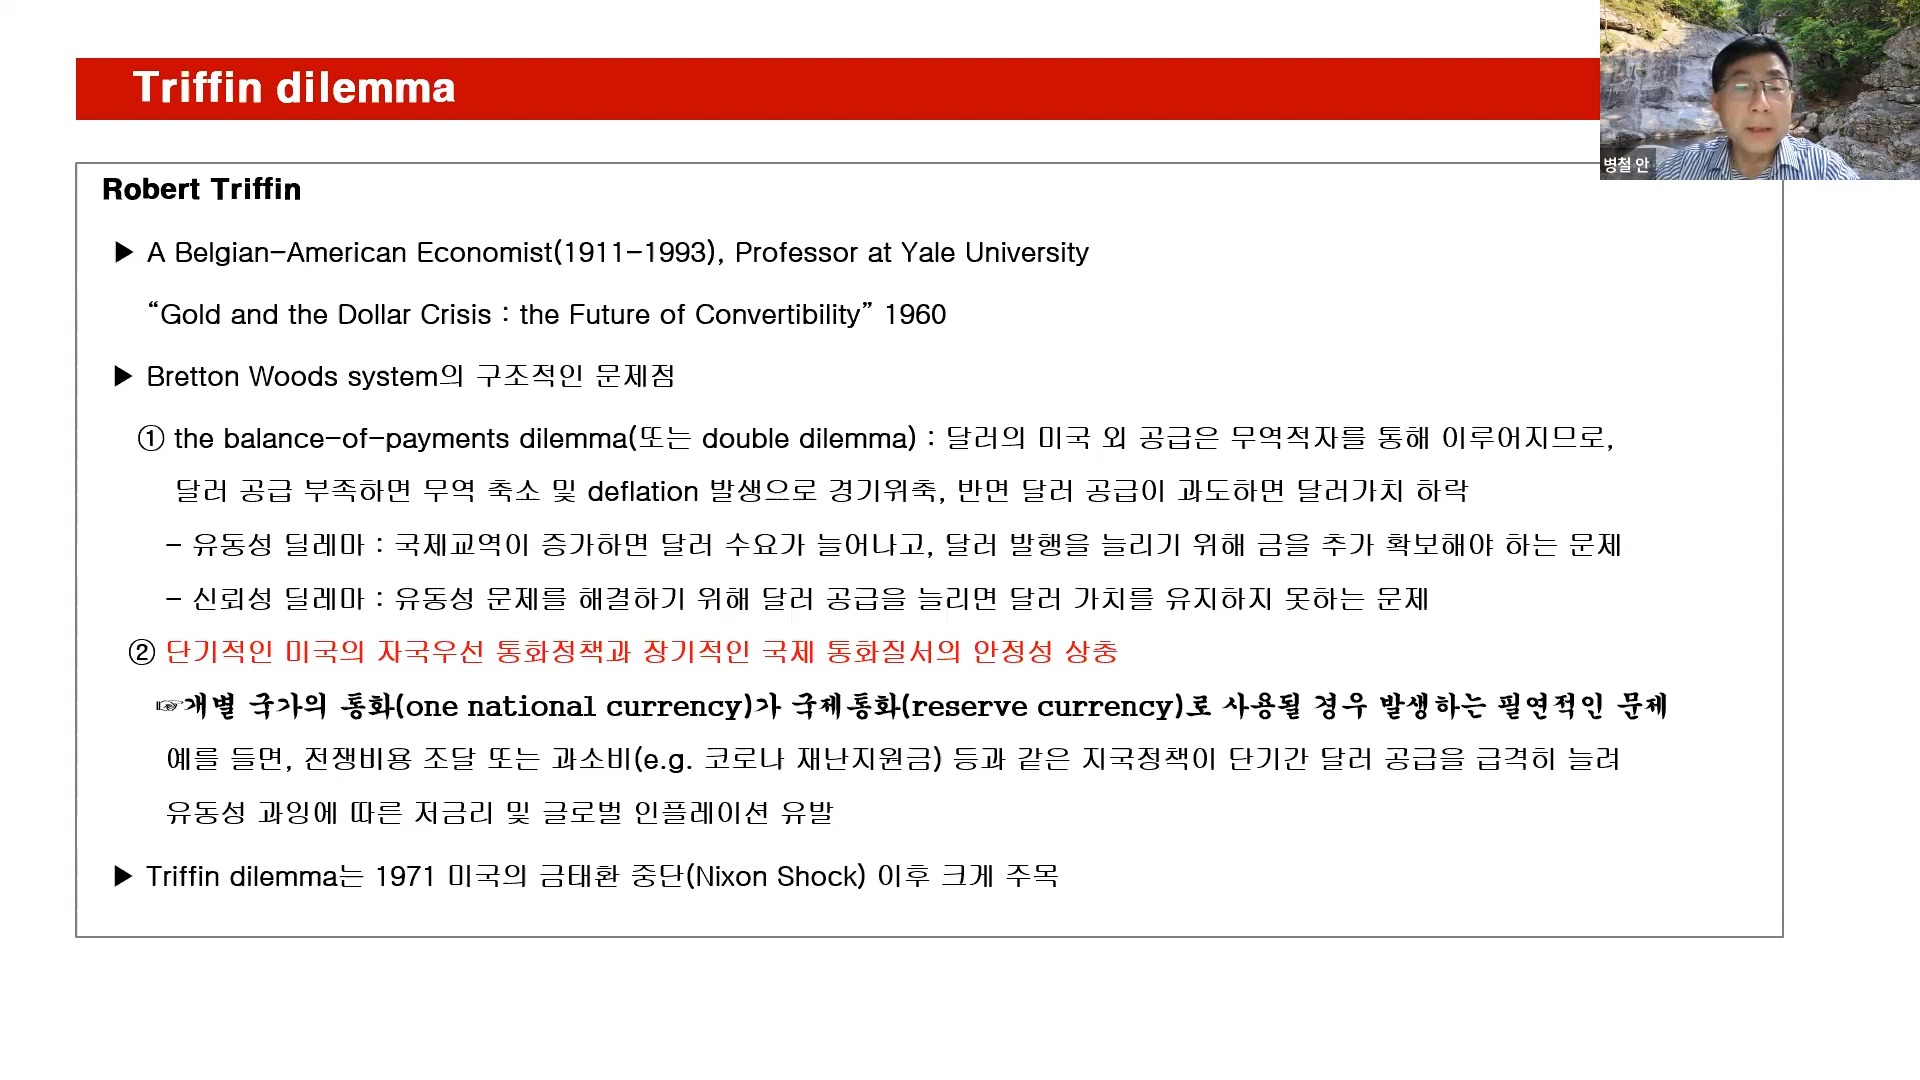 Triffin dilemma
병철 안
Robert Triffin
▶ A Belgian-American Economist(1911-1993), Professor at Yale University
“Gold and the Dollar Crisis : the Future of Convertibility” 1960
▶ Bretton Woods system의 구조적인 문제점
① the balance-of-payments dilemma(또는 double dilemma) : 달러의 미국 외 공급은 무역적자를 통해 이루어지므로,
달러 공급 부족하면 무역 축소 및 deflation 발생으로 경기위축, 반면 달러 공급이 과도하면 달러가치 하락
- 유동성 딜레마 : 국제교역이 증가하면 달러 수요가 늘어나고, 달러 발행을 늘리기 위해 금을 추가 확보해야 하는 문제
- 신뢰성 딜레마 : 유동성 문제를 해결하기 위해 달러 공급을 늘리면 달러 가치를 유지하지 못하는 문제
② 단기적인 미국의 자국우선 통화정책과 장기적인 국제 통화질서의 안정성 상충
☞개별 국가의 통화(one national currency)가 국제통화(reserve currency)로 사용될 경우 발생하는 필연적인 문제
예를 들면, 전쟁비용 조달 또는 과소비(e.g. 코로나 재난지원금) 등과 같은 지국정책이 단기간 달러 공급을 급격히 늘려
유동성 과잉에 따른 저금리 및 글로벌 인플레이션 유발
▶ Triffin dilemma는 1971 미국의 금태환 중단(Nixon Shock) 이후 크게 주목